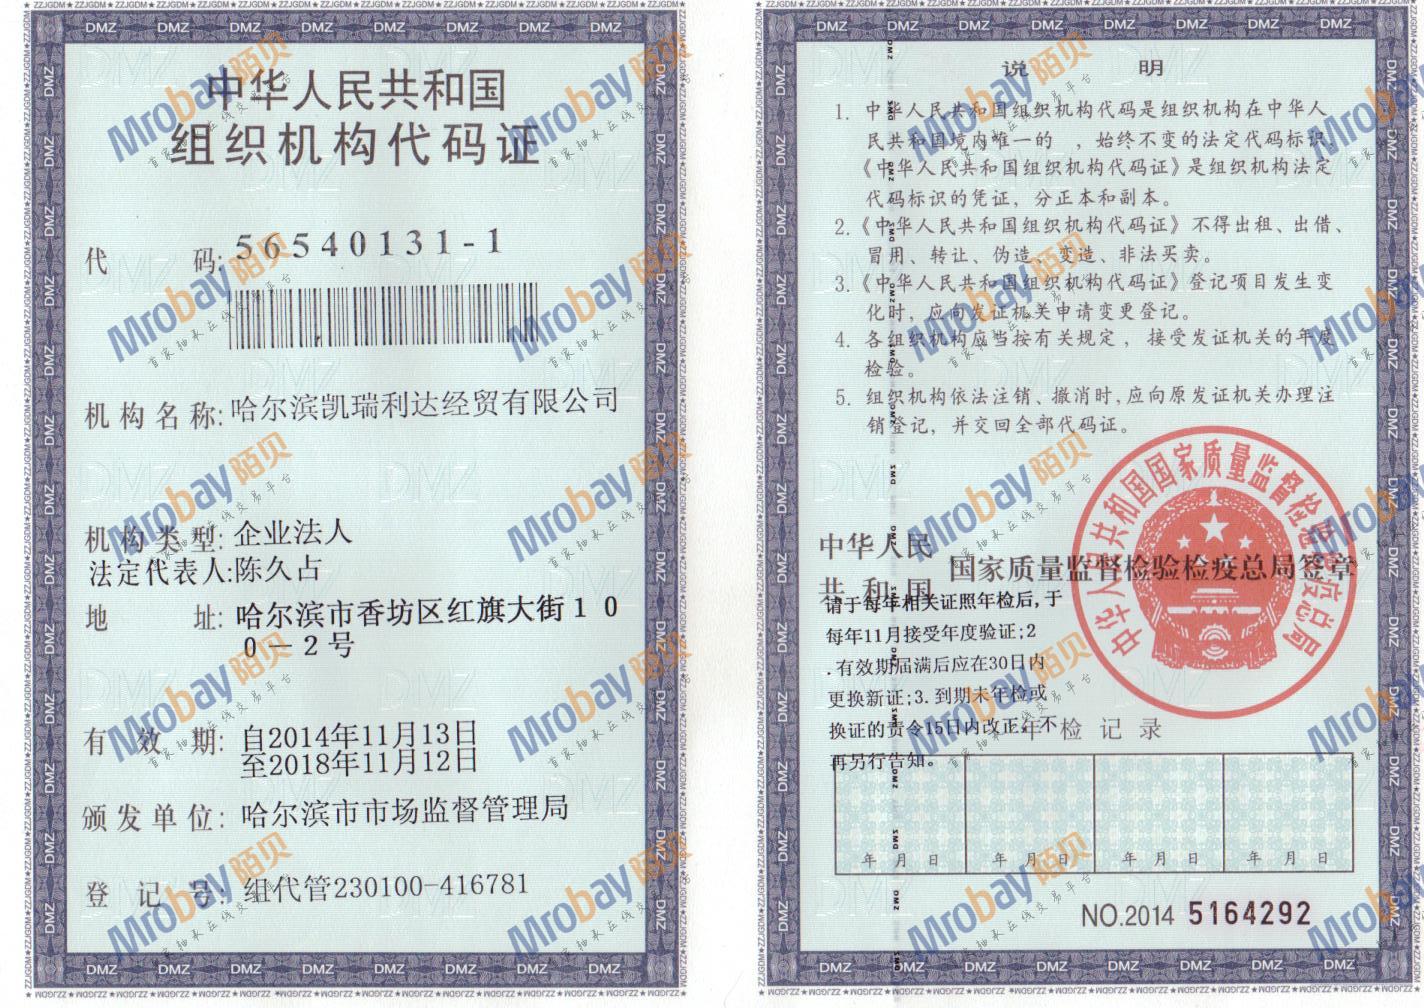 中华人民共和国
组织机构代码证
代 码: 56540131-1
机构名称: 哈尔滨凯瑞利达经贸有限公司
机构类型: 企业法人
法定代表人:陈久占
地 址: 哈尔滨市香坊区红旗大街10
0-2号
有 效 期: 自2014年11月13日
至2018年11月12日
颁发单位: 哈尔滨市市场监督管理局
登 记 号: 组代管230100-416781
说 明
1. 中华人民共和国组织机构代码是组织机构在中华人
民共和国境内唯一的 ，始终不变的法定代码标识,
《中华人民共和国组织机构代码证》是组织机构法定
代码标识的凭证，分正本和副本。
2.《中华人民共和国组织机构代码证》不得出租、出借、
冒用、转让、伪造、变造、非法买卖。
3.《中华人民共和国组织机构代码证》登记项目发生变
化时，应向发证机关申请变更登记。
4. 各组织机构应当按有关规定，接受发证机关的年度
检验。
5. 组织机构依法注销、撤消时,应向原发证机关办理注
销登记，并交回全部代码证。
中华人民
共和国 国家质量监督检验检疫总局签章
请于每年相关证照年检后,于
每年11月接受年度验证;2
.有效期届满后应在30日内
更换新证;3.到期未年检或
换证的责令15日内改正,不
再另行告知。
年检记录
年 月 日 年 月 日 年 月 日 年 月 日
NO.2014 5164292
中华人民共和国国家质量监督检验检疫总局
DMZ
ZZJGDM
Mrobay陌贝
首家抽承在线交易平台